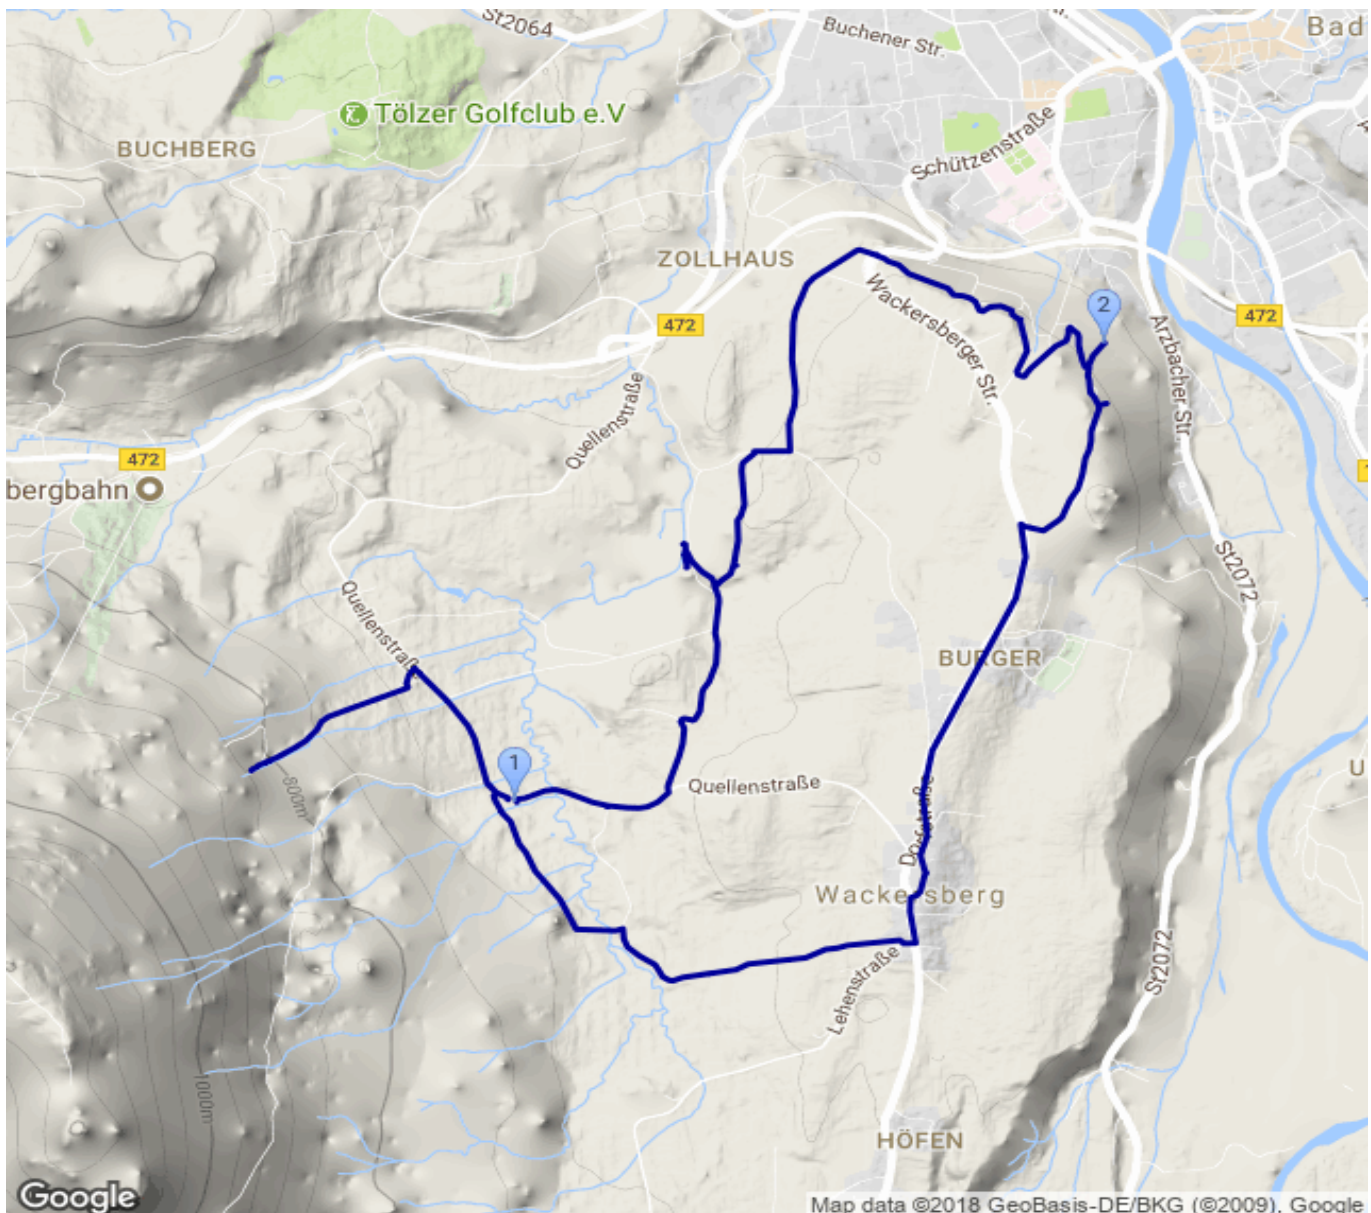 St2064
Buchener Str.
Str.
Bad
Tölzer Golfclub e.V
BUCHBERG
Schützenstraße
ZOLLHAUS
Wackersberger Str.
2
472
472
Arzbacher Str.
Quellenstraße
472
bergbahn
1
St2072
Quellenstraße
BURGER
1
800m
Quellenstraße
U
Dorfstraße
Wackersberg
Lehenstraße
St2072
1000m
HÖFEN
Google
Map data ©2018 GeoBasis-DE/BKG (©2009), Google